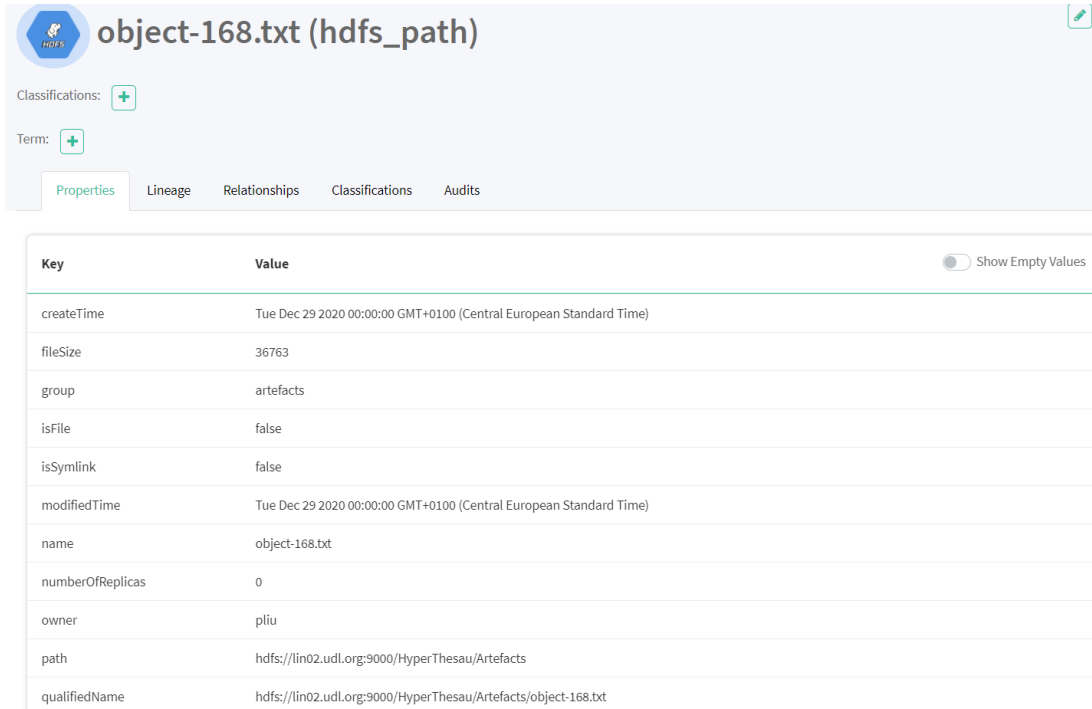 HDFS
object-168.txt (hdfs_path)
Classifications:
Term:
Properties Lineage Relationships Classifications Audits
Key Value Show Empty Values
createTime Tue Dec 29 2020 00:00:00 GMT+0100 (Central European Standard Time)
fileSize 36763
group artefacts
isFile false
isSymlink false
modifiedTime Tue Dec 29 2020 00:00:00 GMT+0100 (Central European Standard Time)
name object-168.txt
numberOfReplicas 0
owner pliu
path hdfs://lin02.udl.org:9000/HyperThesau/Artefacts
qualifiedName hdfs://lin02.udl.org:9000/HyperThesau/Artefacts/object-168.txt